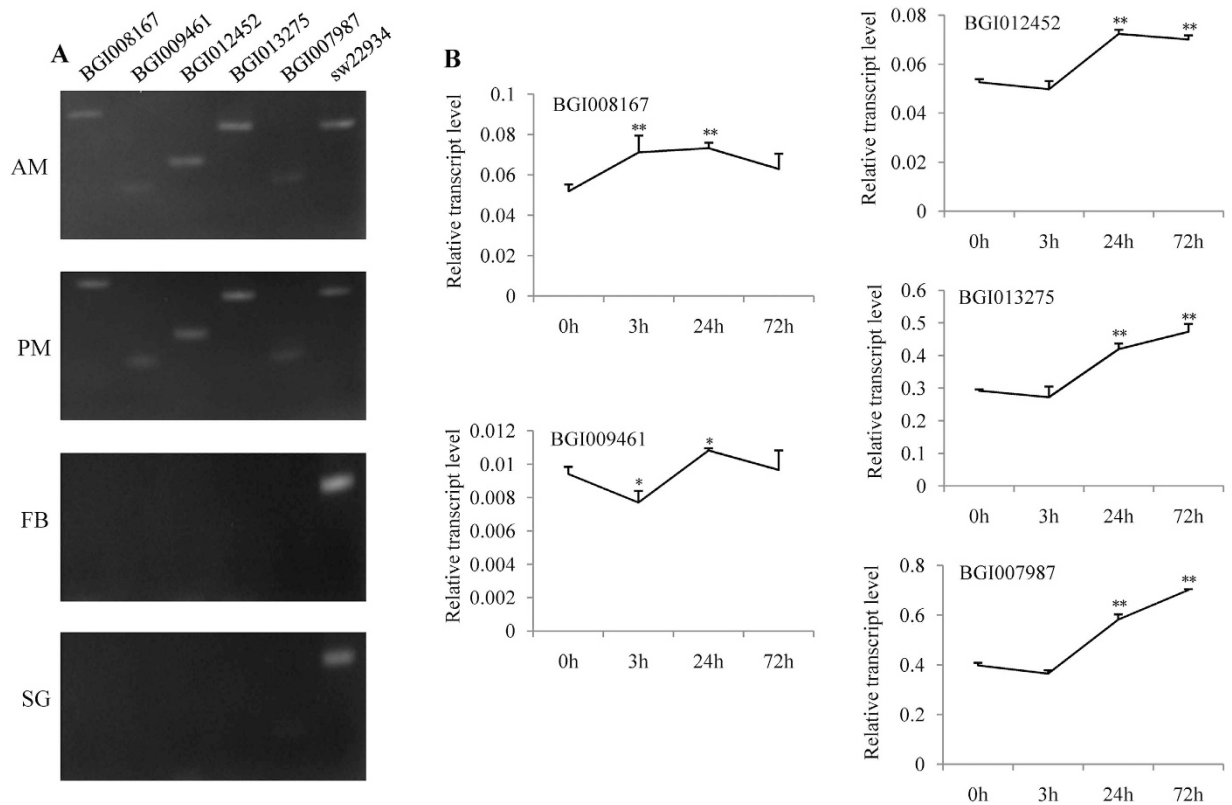 A
BGI008167
BGI009461
BGI012452
BGI013275
BGI007987
sw22934
AM
PM
FB
SG
B
BGI008167
Relative transcript level
0.1
0.08
0.06
0.04
0.02
0
**
**
0h 3h 24h 72h
BGI009461
Relative transcript level
0.012
0.01
0.008
0.006
0.004
0.002
0
*
*
0h 3h 24h 72h
BGI012452
Relative transcript level
0.08
0.06
0.04
0.02
0
**
**
0h 3h 24h 72h
BGI013275
Relative transcript level
0.6
0.5
0.4
0.3
0.2
0.1
0
**
**
0h 3h 24h 72h
BGI007987
Relative transcript level
0.8
0.6
0.4
0.2
0
**
**
0h 3h 24h 72h